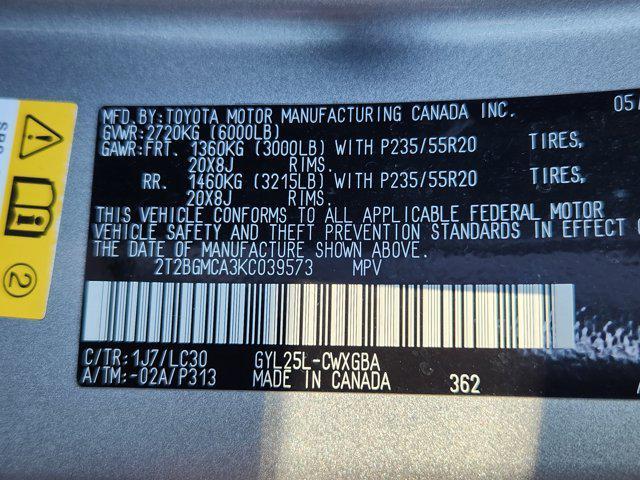 MFD.BY:TOYOTA MOTOR MANUFACTURING CANADA INC. 05/
GVWR:2720KG (6000LB)
GAWR:FRT. 1360KG (3000LB) WITH P235/55R20 TIRES,
20X8J RIMS.
RR. 1460KG (3215LB) WITH P235/55R20 TIRES,
20X8J RIMS.
THIS VEHICLE CONFORMS TO ALL APPLICABLE FEDERAL MOTOR
VEHICLE SAFETY AND THEFT PREVENTION STANDARDS IN EFFECT
THE DATE OF MANUFACTURE SHOWN ABOVE.
2T2BGMCA3KC039573 MPV
C/TR:1J7/LC30 GYL25L-CWXGBA
A/TM:-02A/P313 MADE IN CANADA 362
2